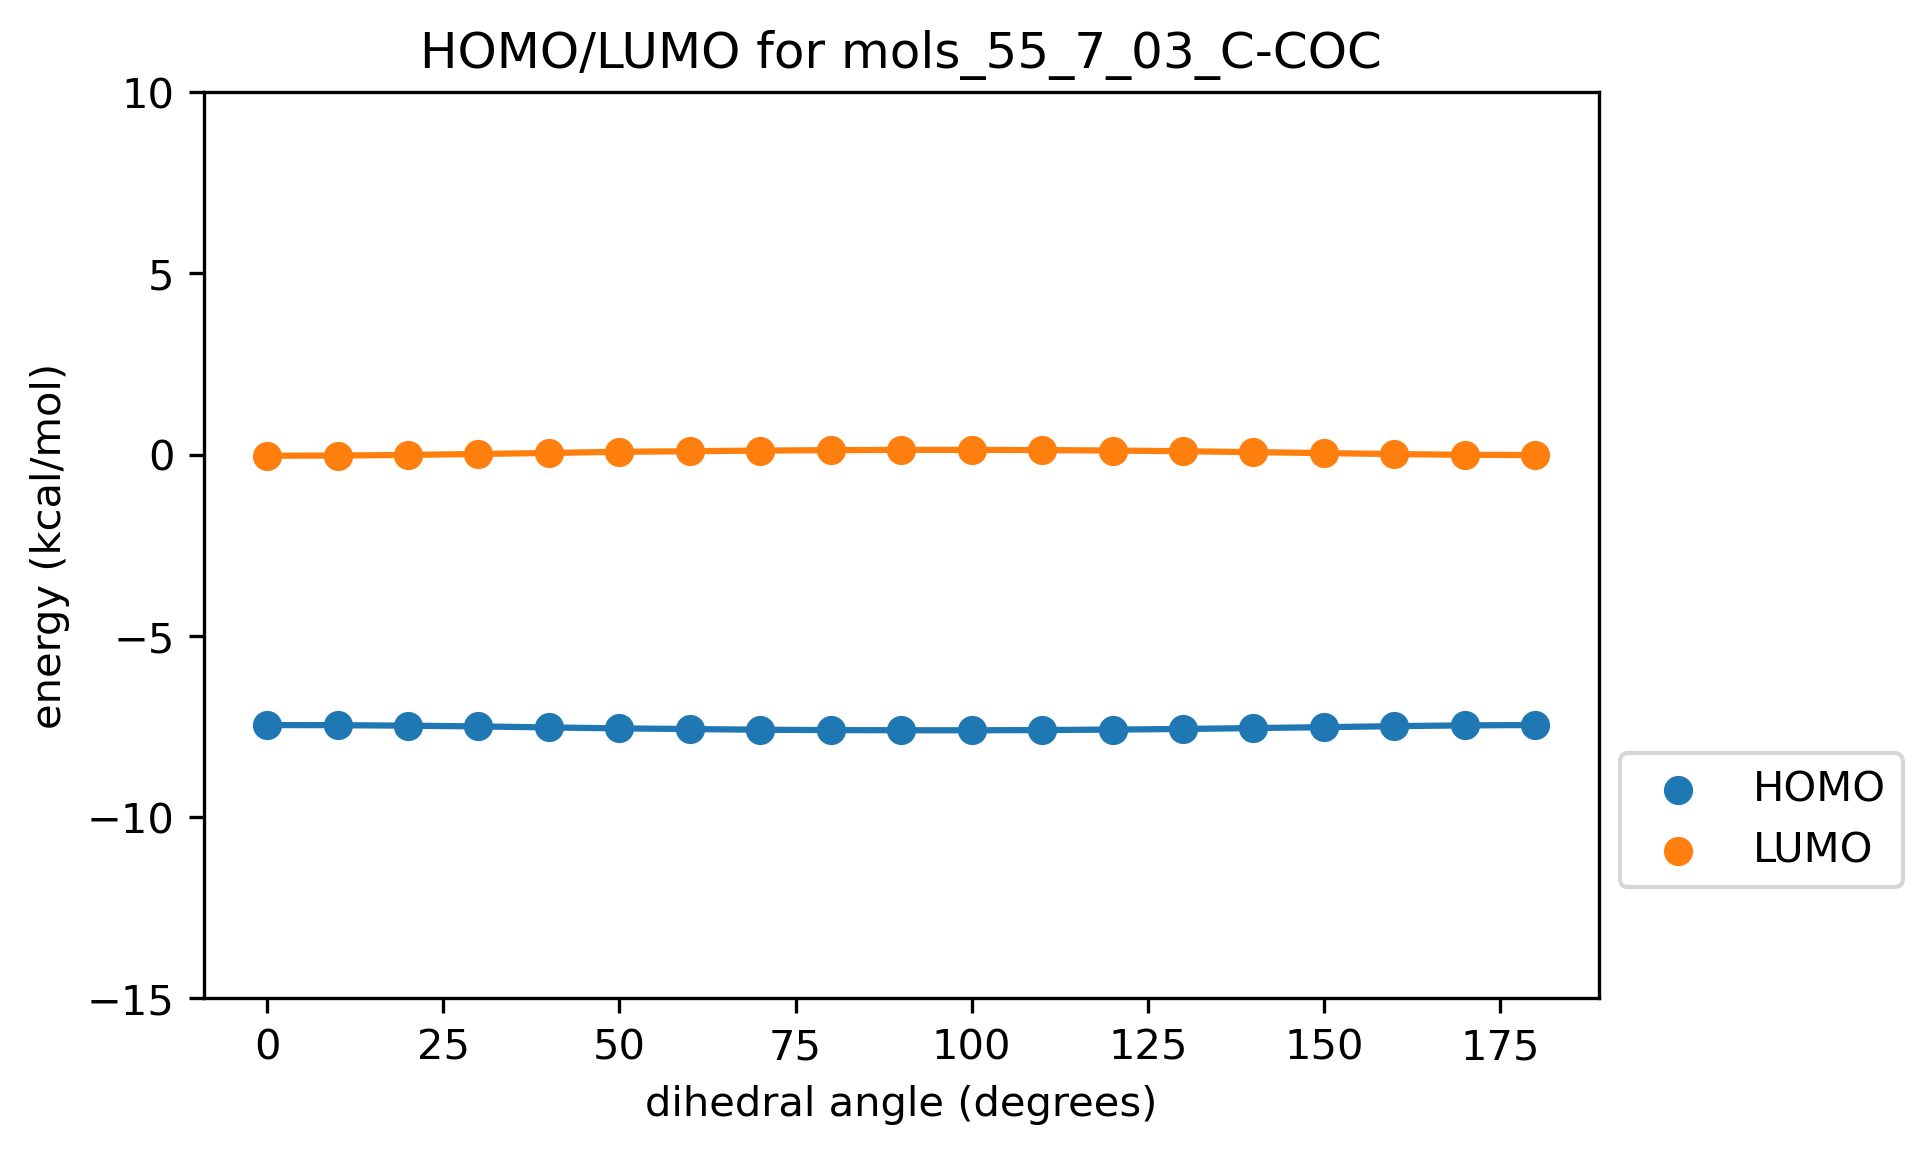 HOMO/LUMO for mols_55_7_03_C-COC
10
5
0
−5
−10
−15
energy (kcal/mol)
0 25 50 75 100 125 150 175
dihedral angle (degrees)
HOMO
LUMO